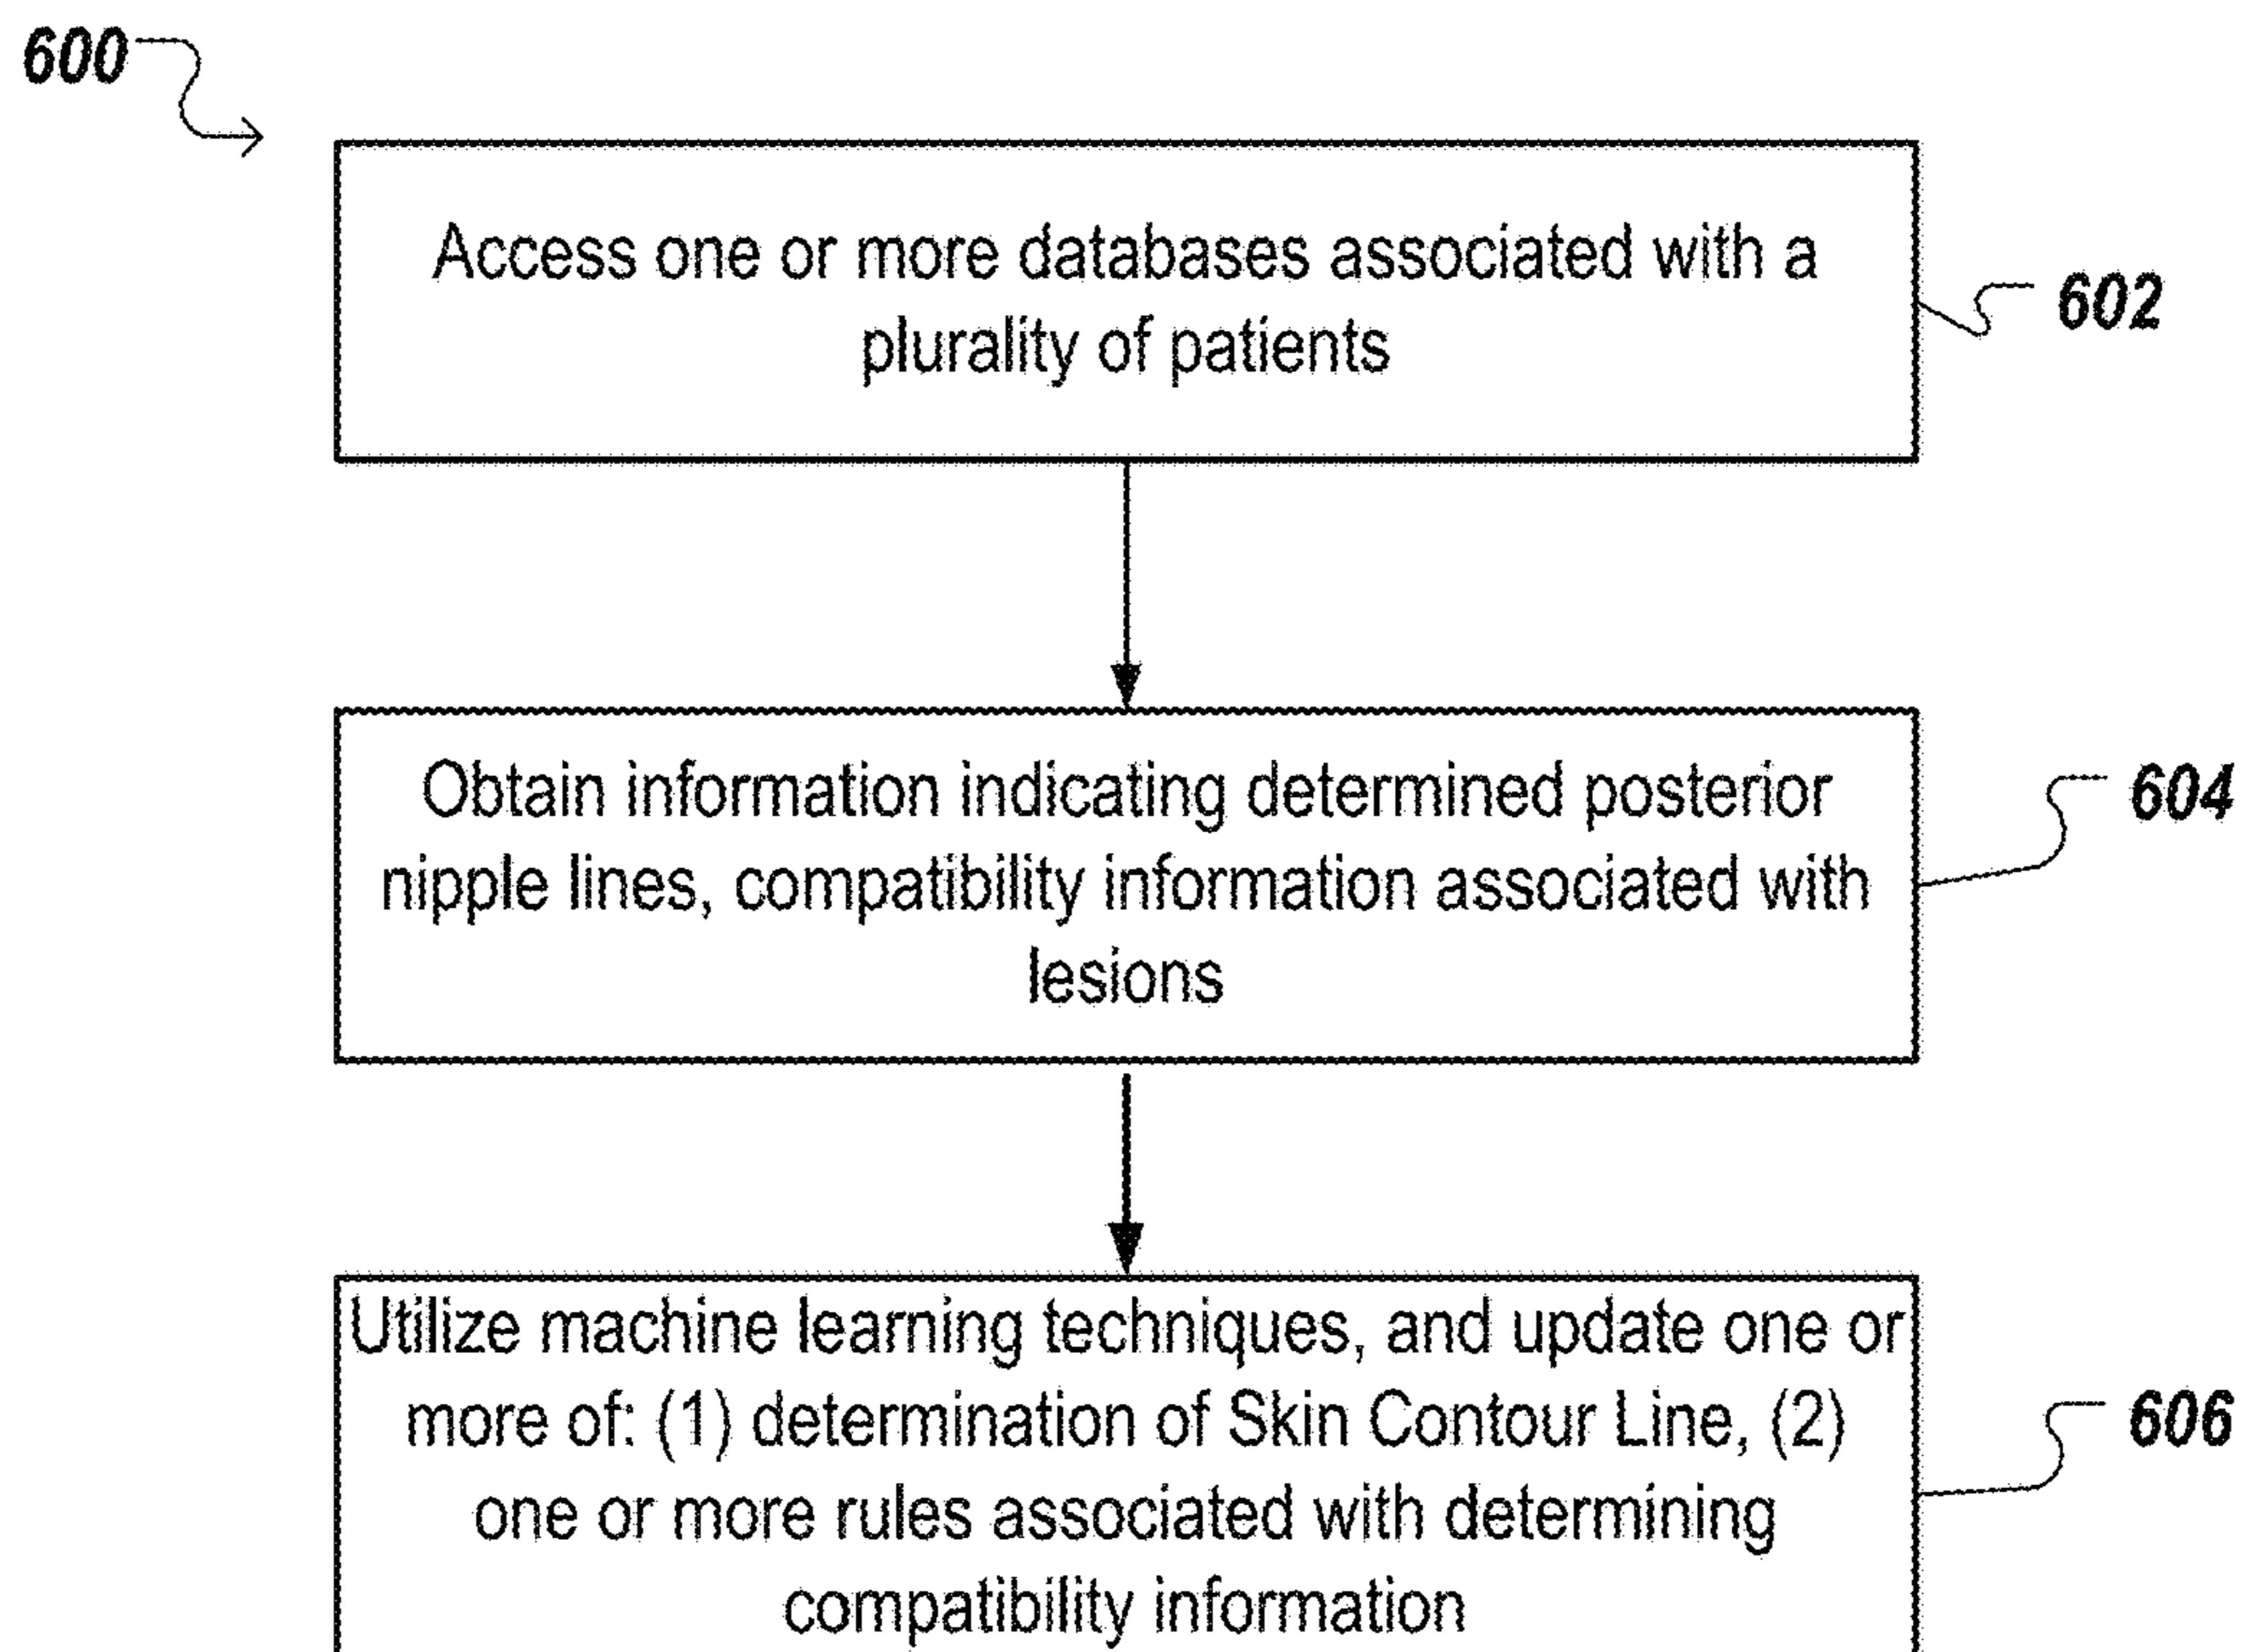 600
Access one or more databases associated with a
plurality of patients
602
Obtain information indicating determined posterior
nipple lines, compatibility information associated with
lesions
604
Utilize machine learning techniques, and update one or
more of: (1) determination of Skin Contour Line, (2)
one or more rules associated with determining
compatibility information
606